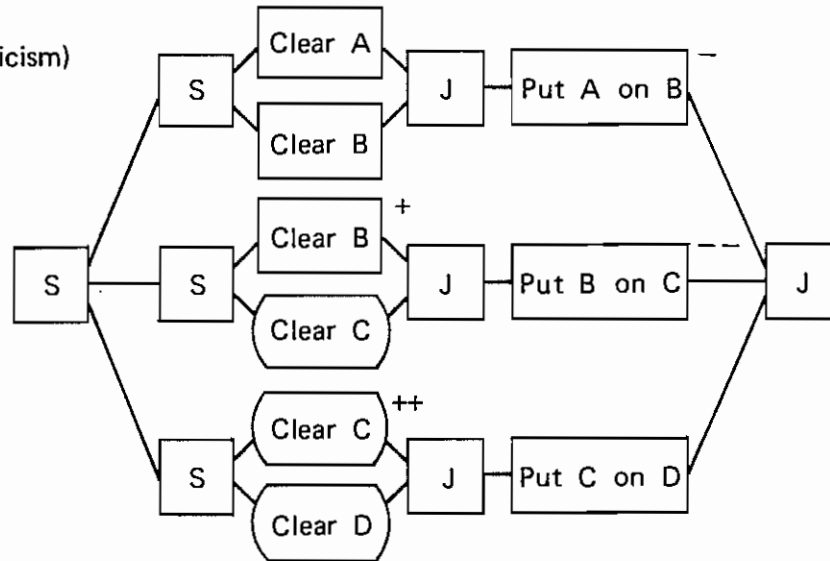 icism)
Clear A
S
J
Put A on B
–
Clear B
Clear B
+
S
S
J
Put B on C
– –
J
Clear C
Clear C
++
S
J
Put C on D
Clear D